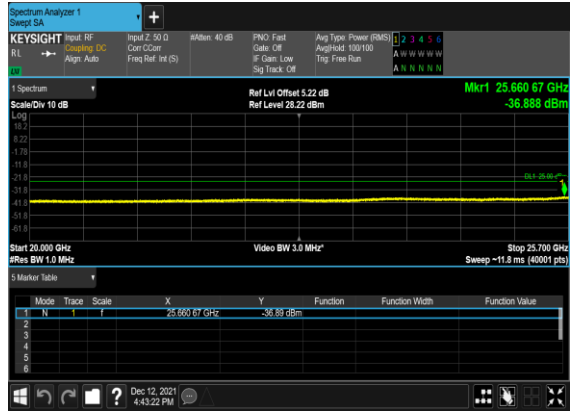 Spectrum Analyzer 1
Swept SA
KEYSIGHT Input: RF Input Z: 50 Ω #Atten: 40 dB PNO: Fast Avg Type: Power (RMS) 1 2 3 4 5 6
RL Coupling: DC Corr CCorr Gate: Off Avg|Hold: 100/100 A W W W W W
Align: Auto Freq Ref: Int (S) IF Gain: Low Trig: Free Run
Sig Track: Off A N N N N N
1 Spectrum
Scale/Div 10 dB
Ref Lvl Offset 5.22 dB
Ref Level 28.22 dBm
Mkr1 25.660 67 GHz
-36.888 dBm
Log
18.2
8.22
-1.78
-11.8
-21.8
-31.8
-41.8
-51.8
-61.8
DL1 -25.00
1
Start 20.000 GHz Video BW 3.0 MHz* Stop 25.700 GHz
#Res BW 1.0 MHz Sweep ~11.8 ms (40001 pts)
5 Marker Table
Mode Trace Scale X Y Function Function Width Function Value
1 N 1 f 25.660 67 GHz -36.89 dBm
2
3
4
5
6
? Dec 12, 2021
4:43:22 PM